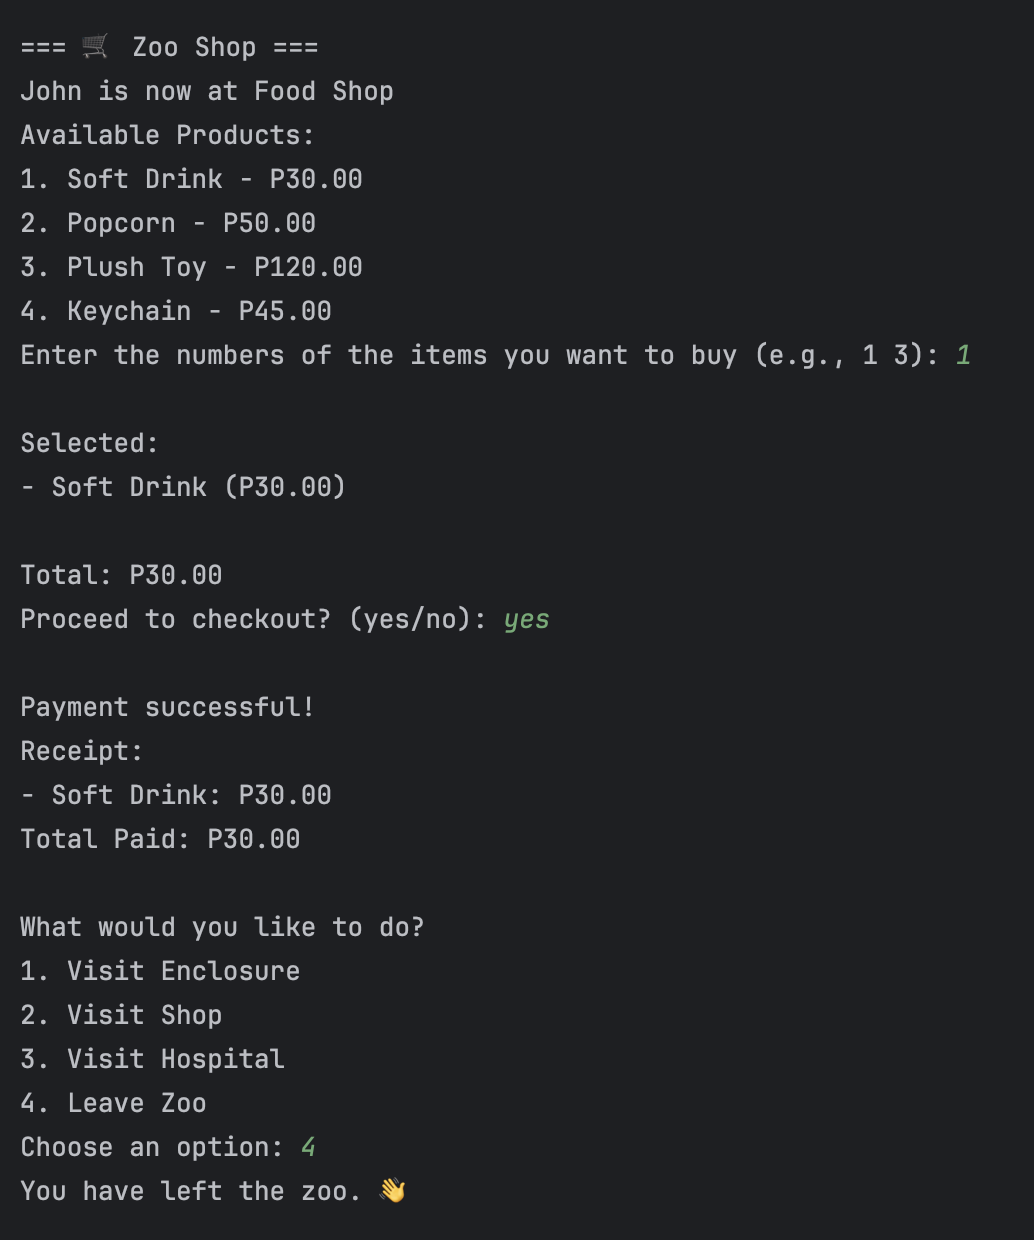 === 🛒 Zoo Shop ===
John is now at Food Shop
Available Products:
1. Soft Drink - P30.00
2. Popcorn - P50.00
3. Plush Toy - P120.00
4. Keychain - P45.00
Enter the numbers of the items you want to buy (e.g., 1 3): 1
Selected:
- Soft Drink (P30.00)
Total: P30.00
Proceed to checkout? (yes/no): yes
Payment successful!
Receipt:
- Soft Drink: P30.00
Total Paid: P30.00
What would you like to do?
1. Visit Enclosure
2. Visit Shop
3. Visit Hospital
4. Leave Zoo
Choose an option: 4
You have left the zoo. 👋